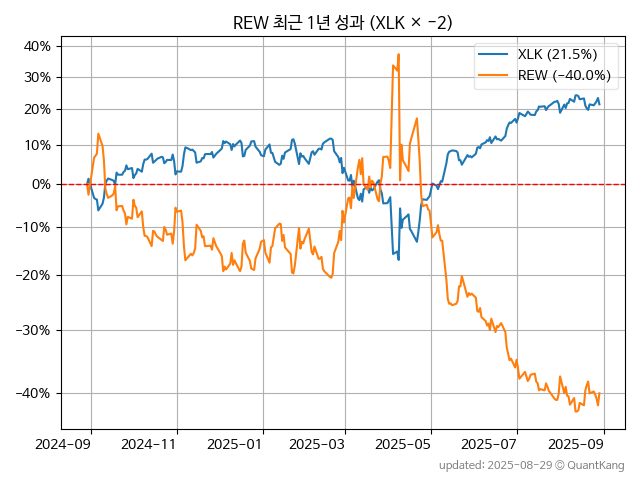 REW 최근 1년 성과 (XLK × -2)
XLK (21.5%)
REW (-40.0%)
40%
30%
20%
10%
0%
-10%
-20%
-30%
-40%
2024-09 2024-11 2025-01 2025-03 2025-05 2025-07 2025-09
updated: 2025-08-29 © QuantKang